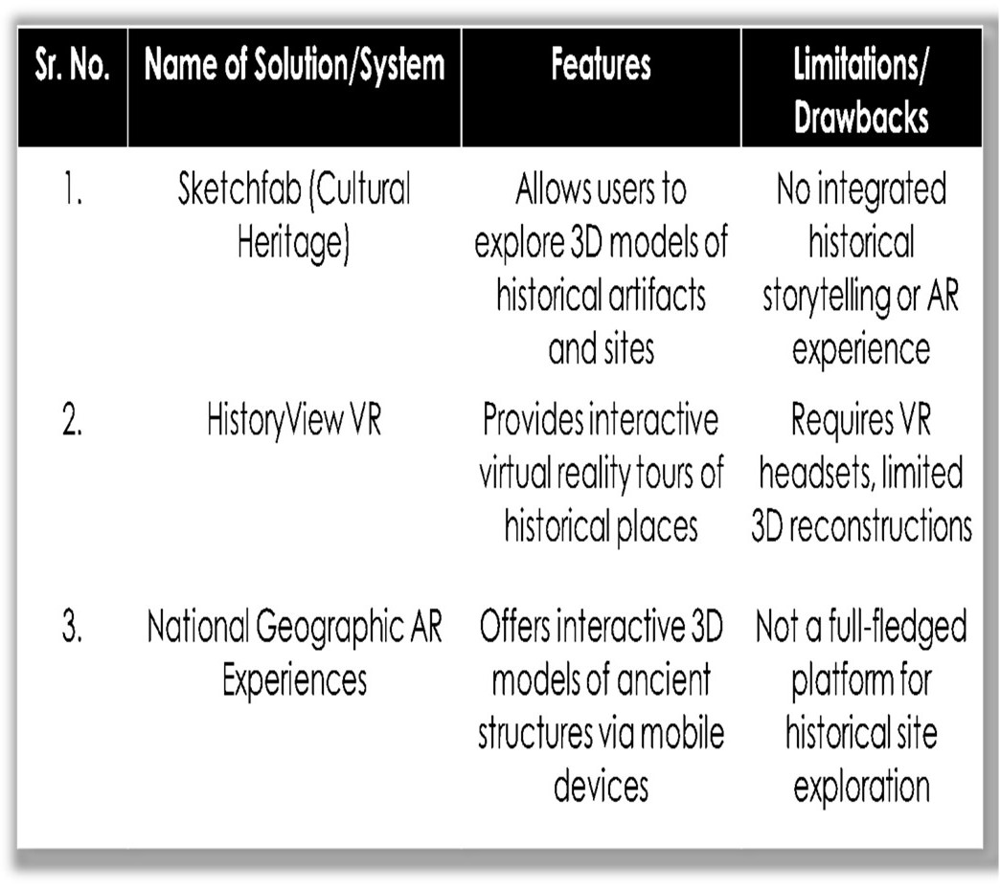 Sr. No. Name of Solution/System Features Limitations/
Drawbacks
1. Sketchfab (Cultural Allows users to No integrated
Heritage) explore 3D models of historical
historical artifacts storytelling or AR
and sites experience
2. HistoryView VR Provides interactive Requires VR
virtual reality tours of headsets, limited
historical places 3D reconstructions
3. National Geographic AR Offers interactive 3D Not a full-fledged
Experiences models of ancient platform for
structures via mobile historical site
devices exploration